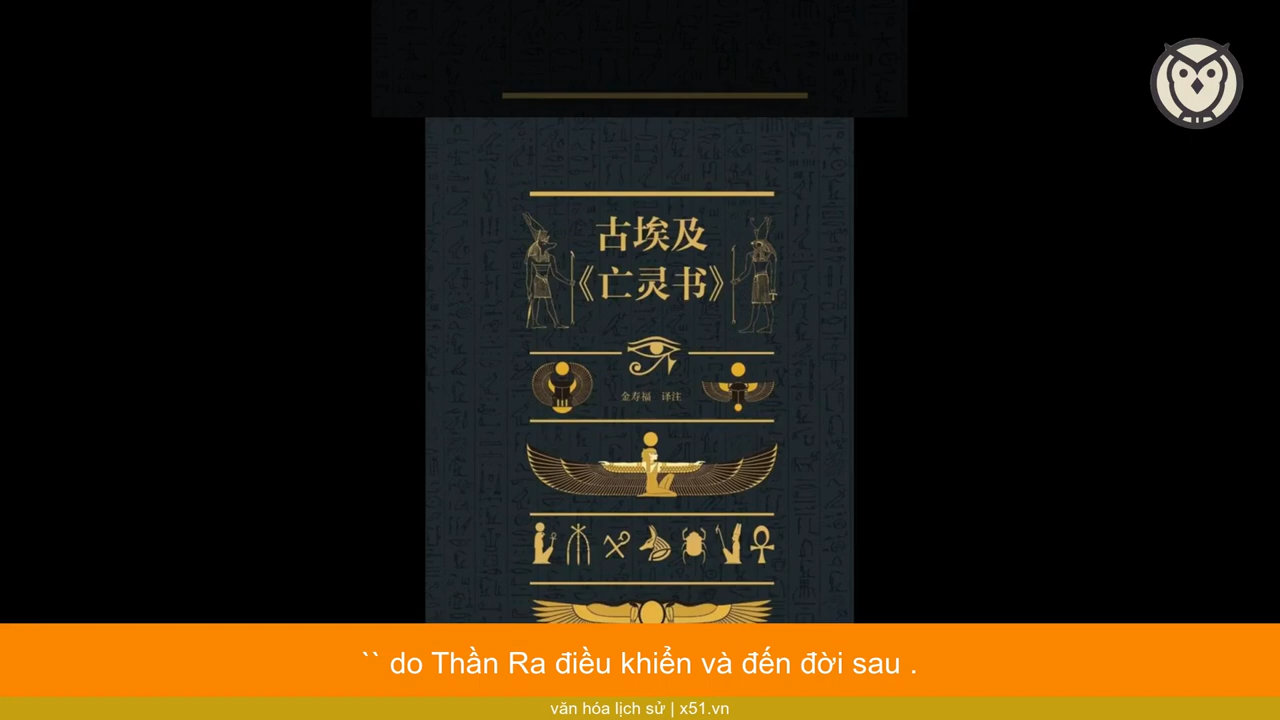 古埃及
《亡灵书》
金寿福 译注
`` do Thần Ra điều khiển và đến đời sau .
văn hóa lịch sử | x51.vn